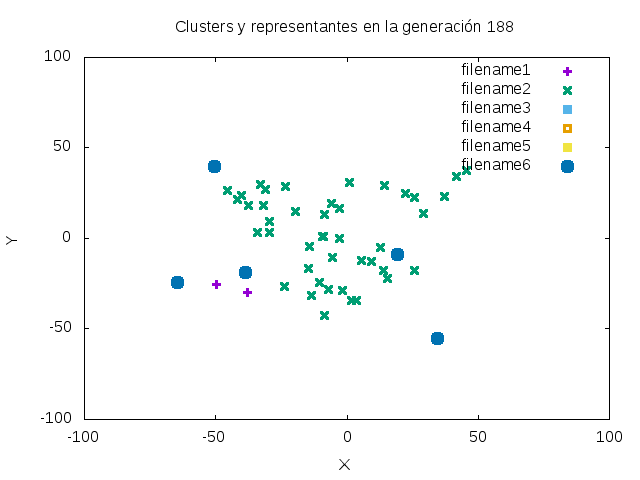 Clusters y representantes en la generación 188
100
50
0
-50
-100
-100
-50
0
50
100
Y
X
filename1
filename2
filename3
filename4
filename5
filename6